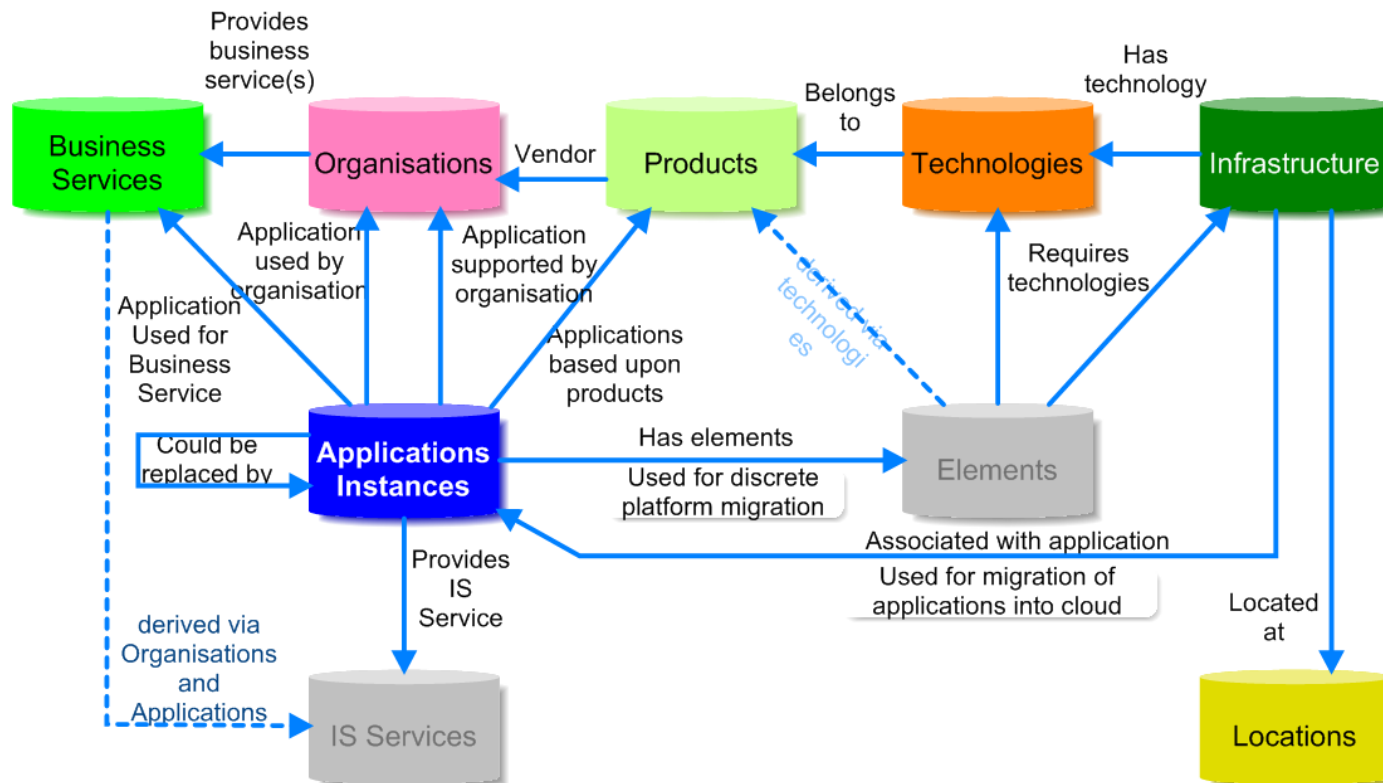 Provides
business
service(s)
Has
technology
Belongs
to
Vendor
Business
Services
Organisations
Products
Technologies
Infrastructure
Application
used by
organisation
Application
supported by
organisation
Application
Used for
Business
Service
Applications
based upon
products
derived via
technologi
es
Requires
technologies
Could be
replaced by
Applications
Instances
Has elements
Used for discrete
platform migration
Elements
Associated with application
Used for migration of
applications into cloud
Provides
IS
Service
Located
at
derived via
Organisations
and
Applications
IS Services
Locations